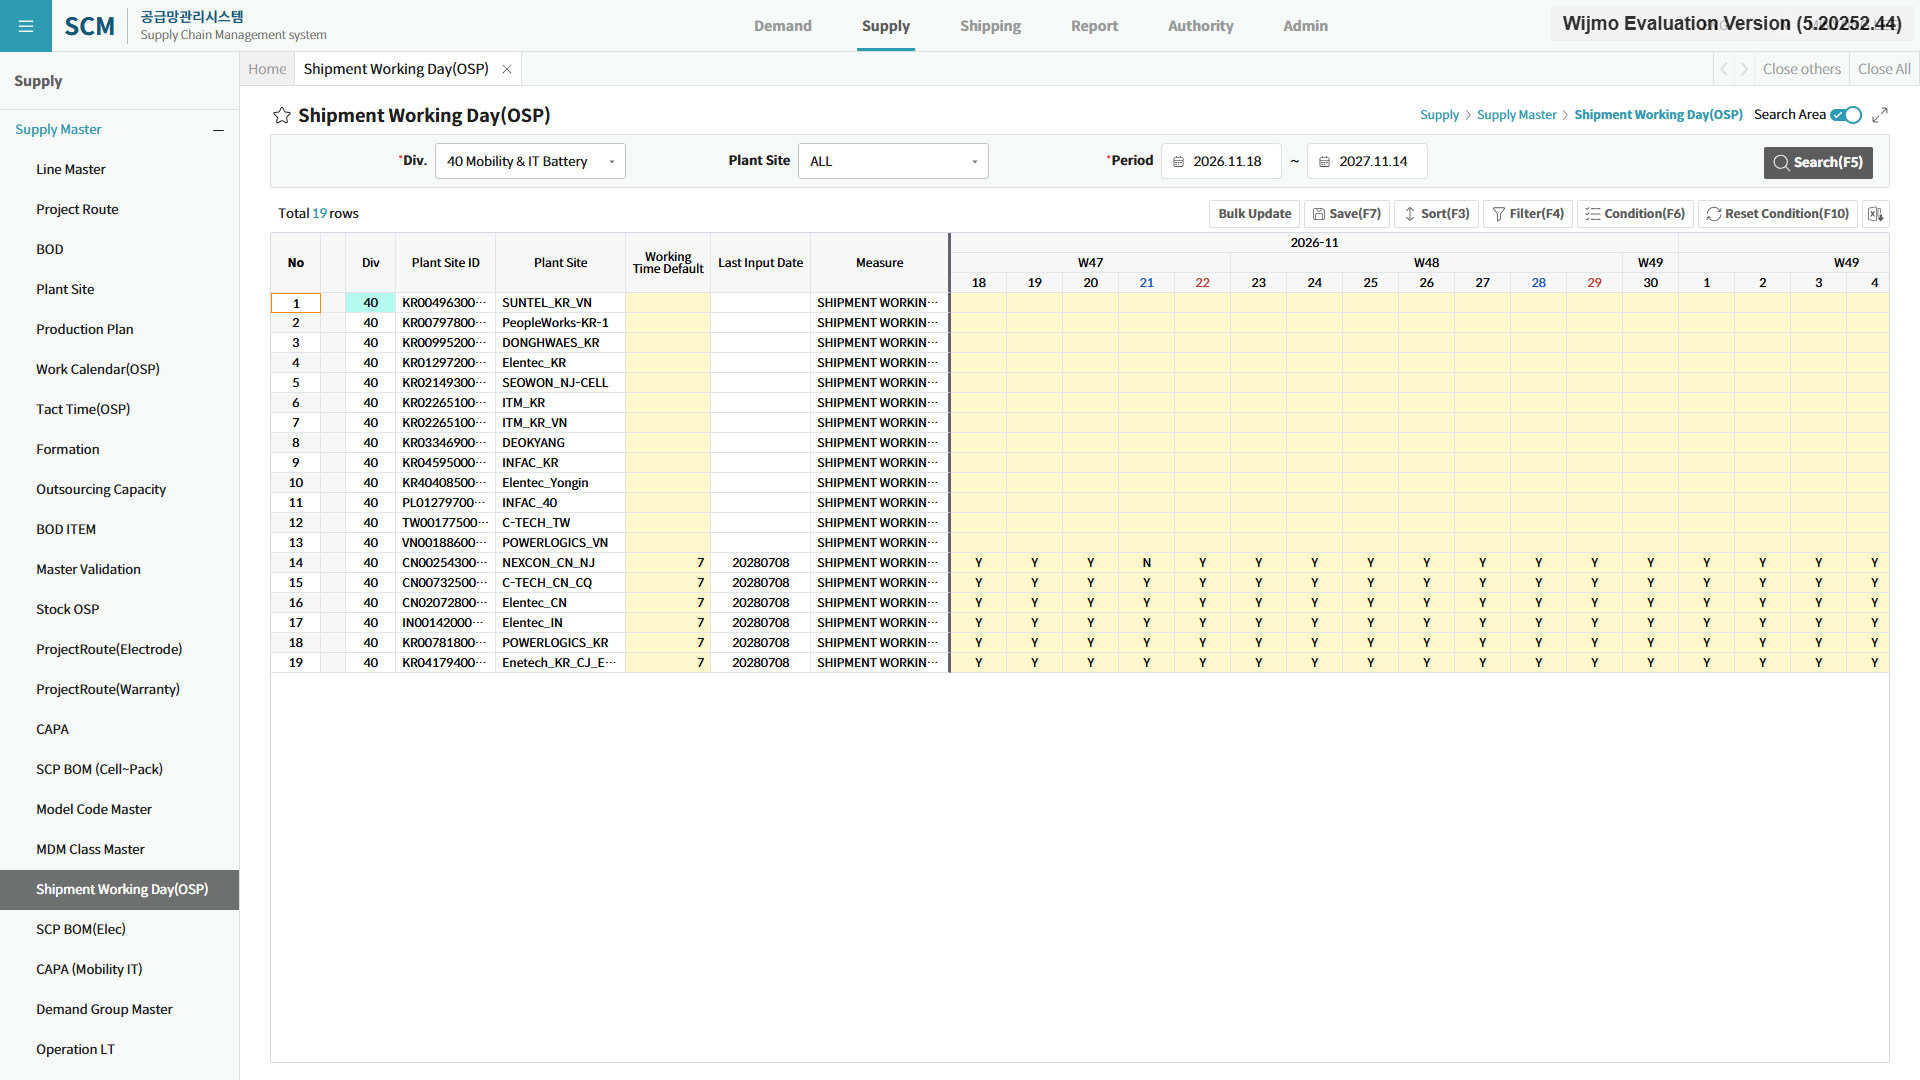 SCM
공급망관리시스템
Supply Chain Management system
Demand
Supply
Shipping
Report
Authority
Admin
Wijmo Evaluation Version (5.20252.44)
Supply
Home
Shipment Working Day(OSP)
Close others
Close All
Supply Master
Line Master
Project Route
BOD
Plant Site
Production Plan
Work Calendar(OSP)
Tact Time(OSP)
Formation
Outsourcing Capacity
BOD ITEM
Master Validation
Stock OSP
ProjectRoute(Electrode)
ProjectRoute(Warranty)
CAPA
SCP BOM (Cell~Pack)
Model Code Master
MDM Class Master
Shipment Working Day(OSP)
SCP BOM(Elec)
CAPA (Mobility IT)
Demand Group Master
Operation LT
Shipment Working Day(OSP)
Supply > Supply Master > Shipment Working Day(OSP)
Search Area
*Div. 40 Mobility & IT Battery
Plant Site ALL
*Period 2026.11.18 ~ 2027.11.14
Search(F5)
Total 19 rows
Bulk Update
Save(F7)
Sort(F3)
Filter(F4)
Condition(F6)
Reset Condition(F10)
No Div Plant Site ID Plant Site Working Time Default Last Input Date Measure
2026-11
W47 W48 W49 W49
18 19 20 21 22 23 24 25 26 27 28 29 30 1 2 3 4
1 40 KR00496300··· SUNTEL_KR_VN SHIPMENT WORKIN···
2 40 KR00797800··· PeopleWorks-KR-1 SHIPMENT WORKIN···
3 40 KR00995200··· DONGHWAES_KR SHIPMENT WORKIN···
4 40 KR01297200··· Elentec_KR SHIPMENT WORKIN···
5 40 KR02149300··· SEOWON_NJ-CELL SHIPMENT WORKIN···
6 40 KR02265100··· ITM_KR SHIPMENT WORKIN···
7 40 KR02265100··· ITM_KR_VN SHIPMENT WORKIN···
8 40 KR03346900··· DEOKYANG SHIPMENT WORKIN···
9 40 KR04595000··· INFAC_KR SHIPMENT WORKIN···
10 40 KR40408500··· Elentec_Yongin SHIPMENT WORKIN···
11 40 PL01279700··· INFAC_40 SHIPMENT WORKIN···
12 40 TW00177500··· C-TECH_TW SHIPMENT WORKIN···
13 40 VN00188600··· POWERLOGICS_VN SHIPMENT WORKIN···
14 40 CN00254300··· NEXCON_CN_NJ 7 20280708 SHIPMENT WORKIN··· Y Y Y N Y Y Y Y Y Y Y Y Y Y Y Y Y
15 40 CN00732500··· C-TECH_CN_CQ 7 20280708 SHIPMENT WORKIN··· Y Y Y Y Y Y Y Y Y Y Y Y Y Y Y Y Y
16 40 CN02072800··· Elentec_CN 7 20280708 SHIPMENT WORKIN··· Y Y Y Y Y Y Y Y Y Y Y Y Y Y Y Y Y
17 40 IN00142000··· Elentec_IN 7 20280708 SHIPMENT WORKIN··· Y Y Y Y Y Y Y Y Y Y Y Y Y Y Y Y Y
18 40 KR00781800··· POWERLOGICS_KR 7 20280708 SHIPMENT WORKIN··· Y Y Y Y Y Y Y Y Y Y Y Y Y Y Y Y Y
19 40 KR04179400··· Enetech_KR_CJ_E··· 7 20280708 SHIPMENT WORKIN··· Y Y Y Y Y Y Y Y Y Y Y Y Y Y Y Y Y